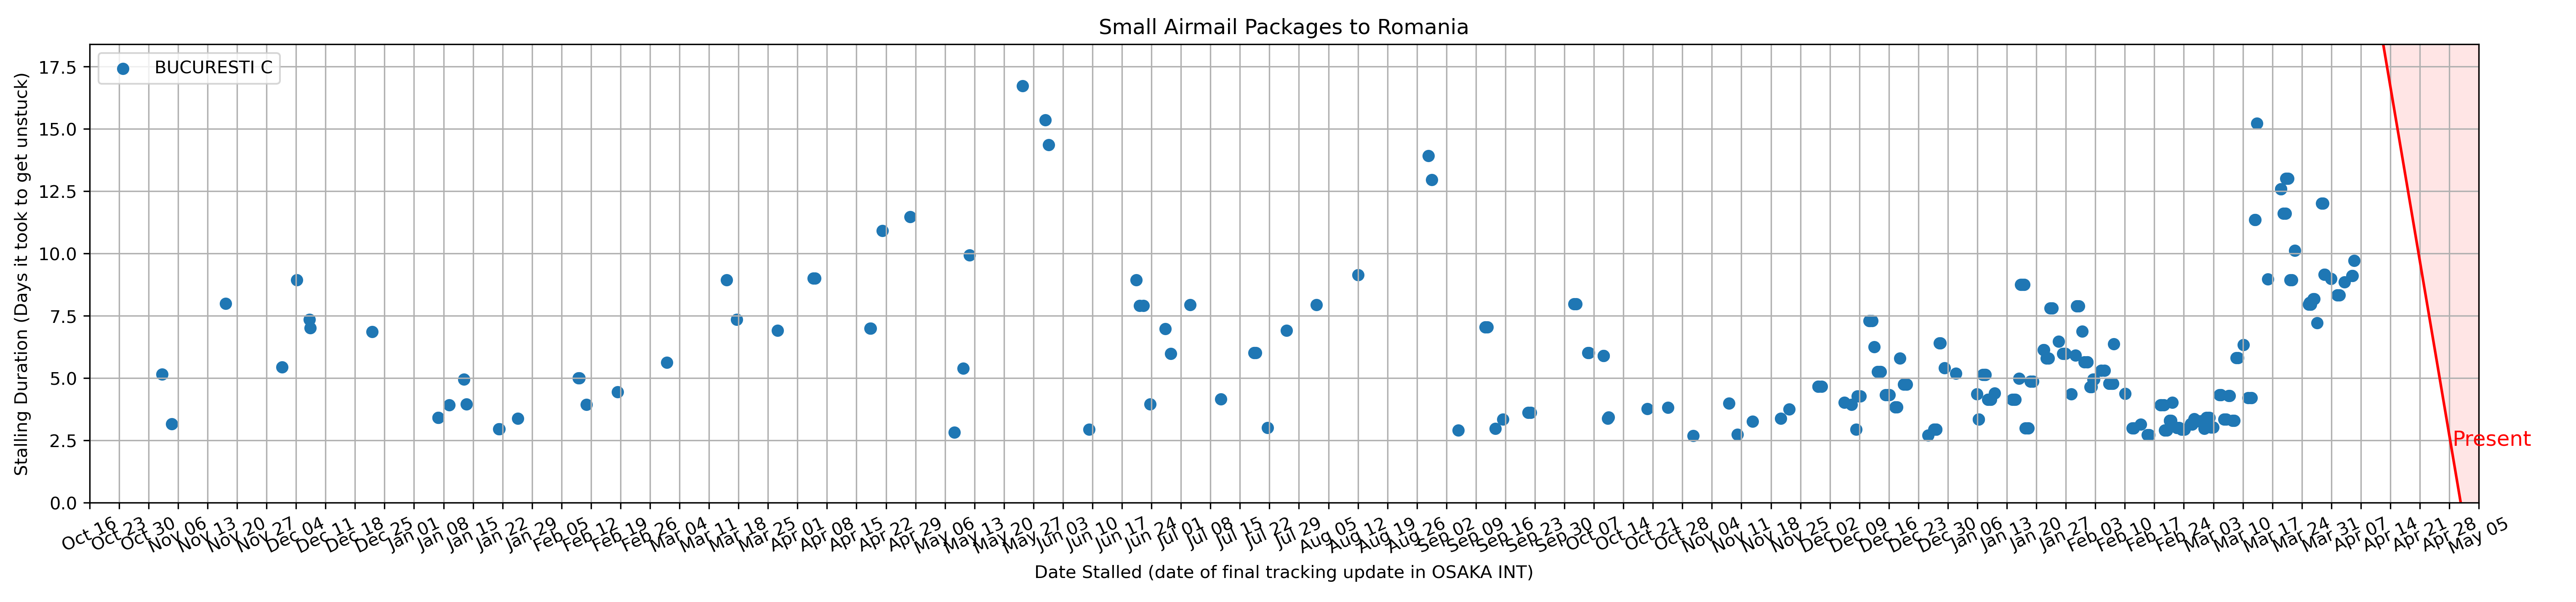 Small Airmail Packages to Romania
BUCURESTI C
Stalling Duration (Days it took to get unstuck)
17.5
15.0
12.5
10.0
7.5
5.0
2.5
0.0
Present
Oct 16 Oct 23 Oct 30 Nov 06 Nov 13 Nov 20 Nov 27 Dec 04 Dec 11 Dec 18 Dec 25 Jan 01 Jan 08 Jan 15 Jan 22 Jan 29 Feb 05 Feb 12 Feb 19 Feb 26 Mar 04 Mar 11 Mar 18 Mar 25 Apr 01 Apr 08 Apr 15 Apr 22 Apr 29 May 06 May 13 May 20 May 27 Jun 03 Jun 10 Jun 17 Jun 24 Jul 01 Jul 08 Jul 15 Jul 22 Jul 29 Aug 05 Aug 12 Aug 19 Aug 26 Sep 02 Sep 09 Sep 16 Sep 23 Sep 30 Oct 07 Oct 14 Oct 21 Oct 28 Nov 04 Nov 11 Nov 18 Nov 25 Dec 02 Dec 09 Dec 16 Dec 23 Dec 30 Jan 06 Jan 13 Jan 20 Jan 27 Feb 03 Feb 10 Feb 17 Feb 24 Mar 03 Mar 10 Mar 17 Mar 24 Mar 31 Apr 07 Apr 14 Apr 21 Apr 28 May 05
Date Stalled (date of final tracking update in OSAKA INT)